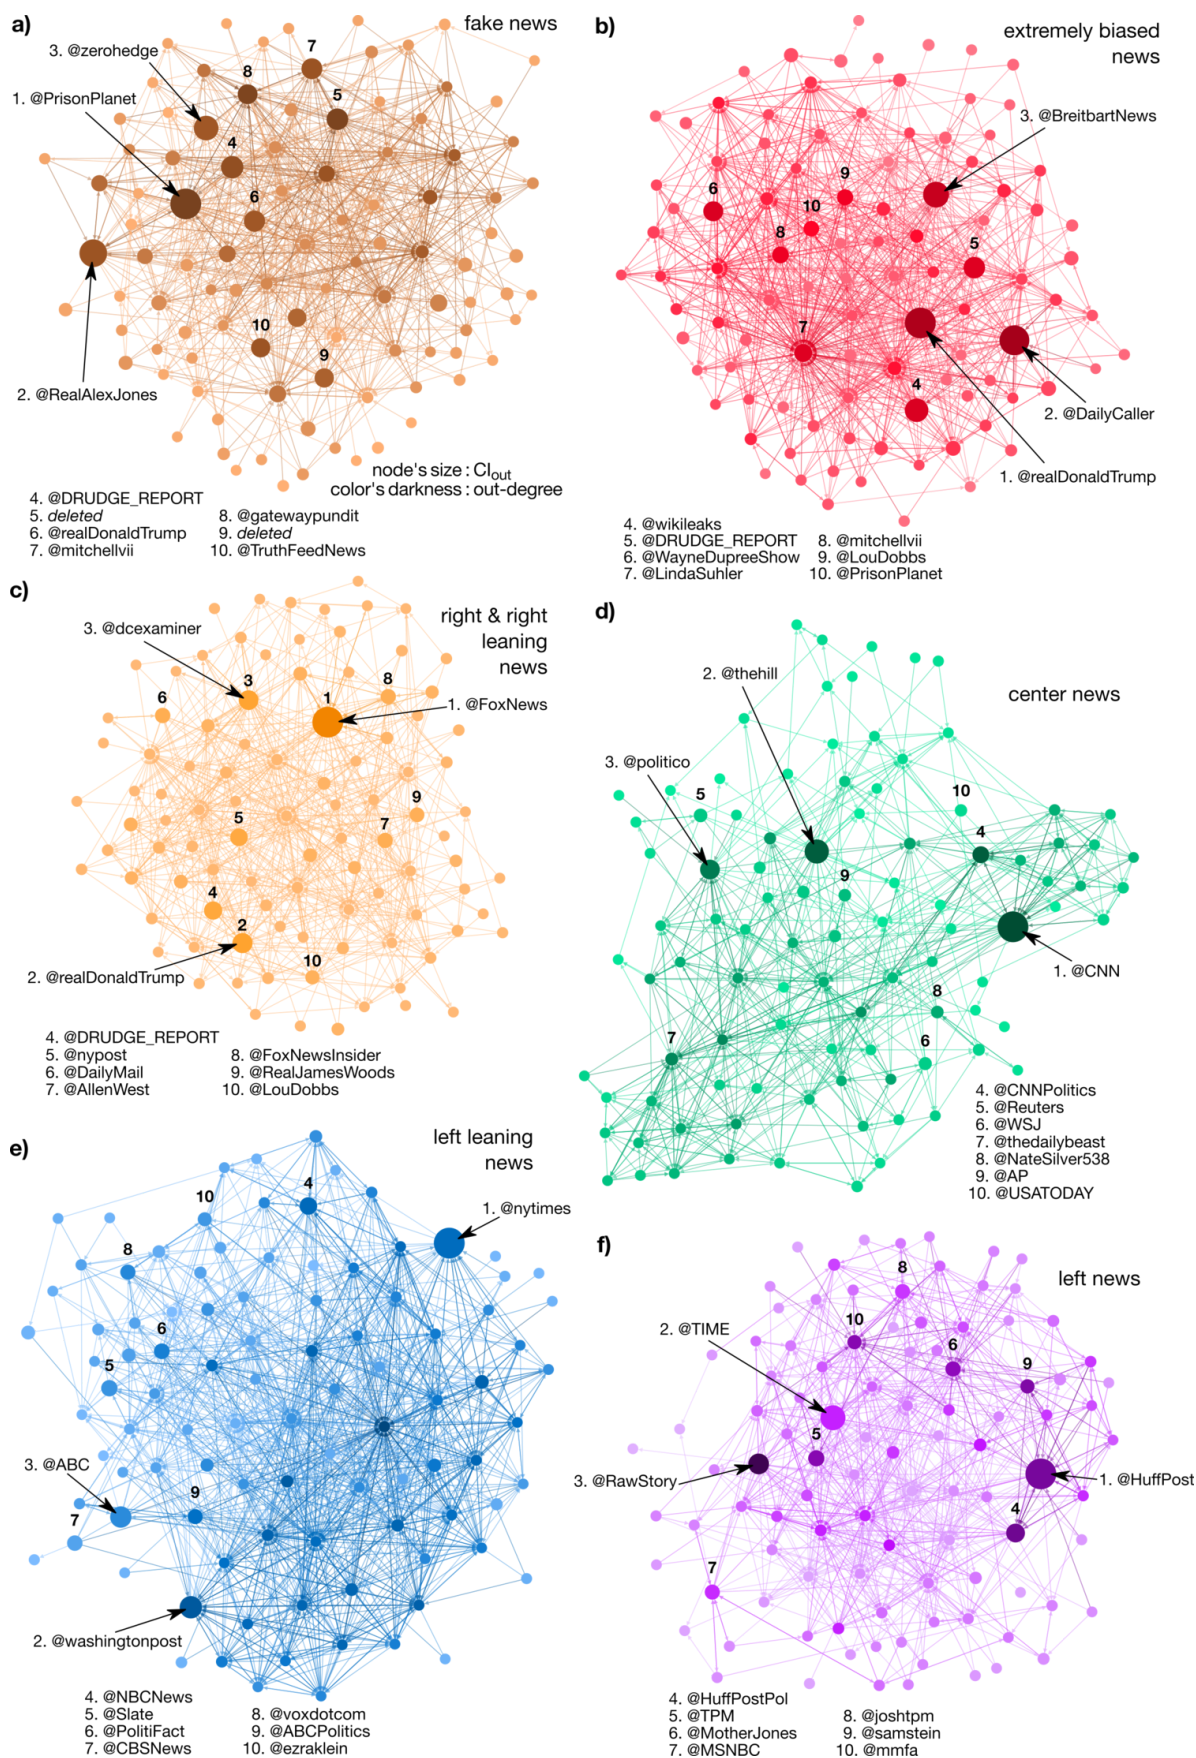 a)
fake news
3. @zerohedge
7
8
1. @PrisonPlanet
5
4
6
10
9
2. @RealAlexJones
node's size : CIout
color's darkness : out-degree
4. @DRUDGE_REPORT
5. deleted
6. @realDonaldTrump
7. @mitchellvii
8. @gatewaypundit
9. deleted
10. @TruthFeedNews
b)
extremely biased
news
3. @BreitbartNews
9
6
10
8
5
7
4
2. @DailyCaller
1. @realDonaldTrump
4. @wikileaks
5. @DRUDGE_REPORT
6. @WayneDupreeShow
7. @LindaSuhler
8. @mitchellvii
9. @LouDobbs
10. @PrisonPlanet
c)
right & right
leaning
news
3. @dcexaminer
3
8
6
1
1. @FoxNews
9
5
7
4
2
10
2. @realDonaldTrump
4. @DRUDGE_REPORT
5. @nypost
6. @DailyMail
7. @AllenWest
8. @FoxNewsInsider
9. @RealJamesWoods
10. @LouDobbs
d)
center news
2. @thehill
3. @politico
5
10
4
9
1. @CNN
8
7
6
4. @CNNPolitics
5. @Reuters
6. @WSJ
7. @thedailybeast
8. @NateSilver538
9. @AP
10. @USATODAY
e)
left leaning
news
4
10
1. @nytimes
8
6
5
3. @ABC
9
7
2. @washingtonpost
4. @NBCNews
5. @Slate
6. @PolitiFact
7. @CBSNews
8. @voxdotcom
9. @ABCPolitics
10. @ezraklein
f)
left news
8
10
2. @TIME
6
9
5
3. @RawStory
1. @HuffPost
4
7
4. @HuffPostPol
5. @TPM
6. @MotherJones
7. @MSNBC
8. @joshtpm
9. @samstein
10. @mmfa